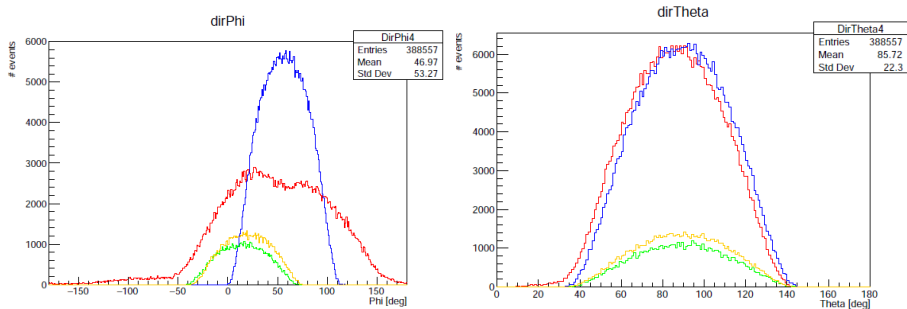 dirPhi
DirPhi4
Entries 388557
Mean 46.97
Std Dev 53.27
# events
6000
5000
4000
3000
2000
1000
0
−150 −100 −50 0 50 100 150
Phi [deg]
dirTheta
DirTheta4
Entries 388557
Mean 85.72
Std Dev 22.3
# events
6000
5000
4000
3000
2000
1000
0
0 20 40 60 80 100 120 140 160 180
Theta [deg]